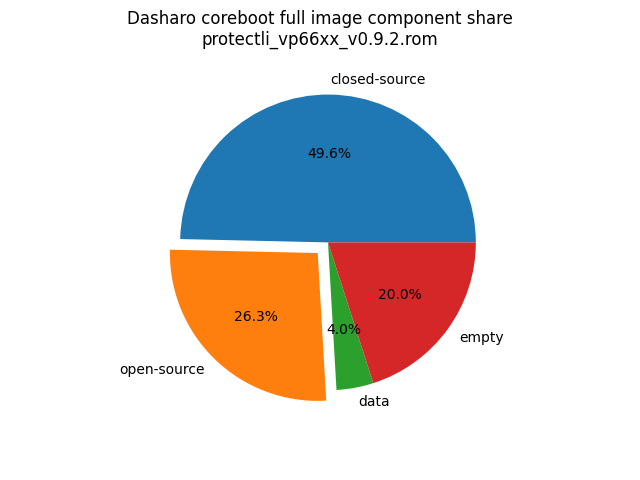 Dasharo coreboot full image component share
protectli_vp66xx_v0.9.2.rom
closed-source
49.6%
26.3%
open-source
4.0%
data
20.0%
empty